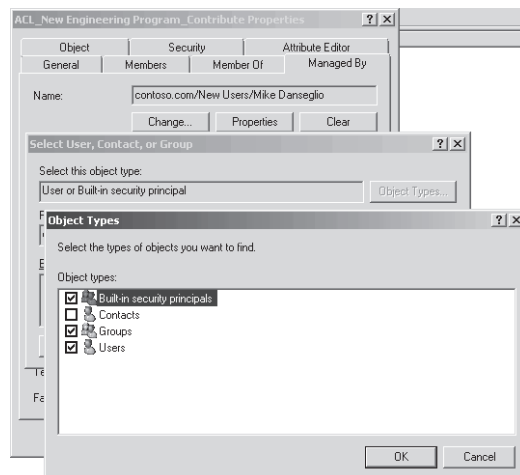 ACL_New Engineering Program_Contribute Properties
Object Security Attribute Editor
General Members Member Of Managed By
Name: contoso.com/New Users/Mike Danseglio
Change... Properties Clear
Select User, Contact, or Group
Select this object type:
User or Built-in security principal Object Types...
Object Types
Select the types of objects you want to find.
Object types:
Built-in security principals
Contacts
Groups
Users
OK Cancel